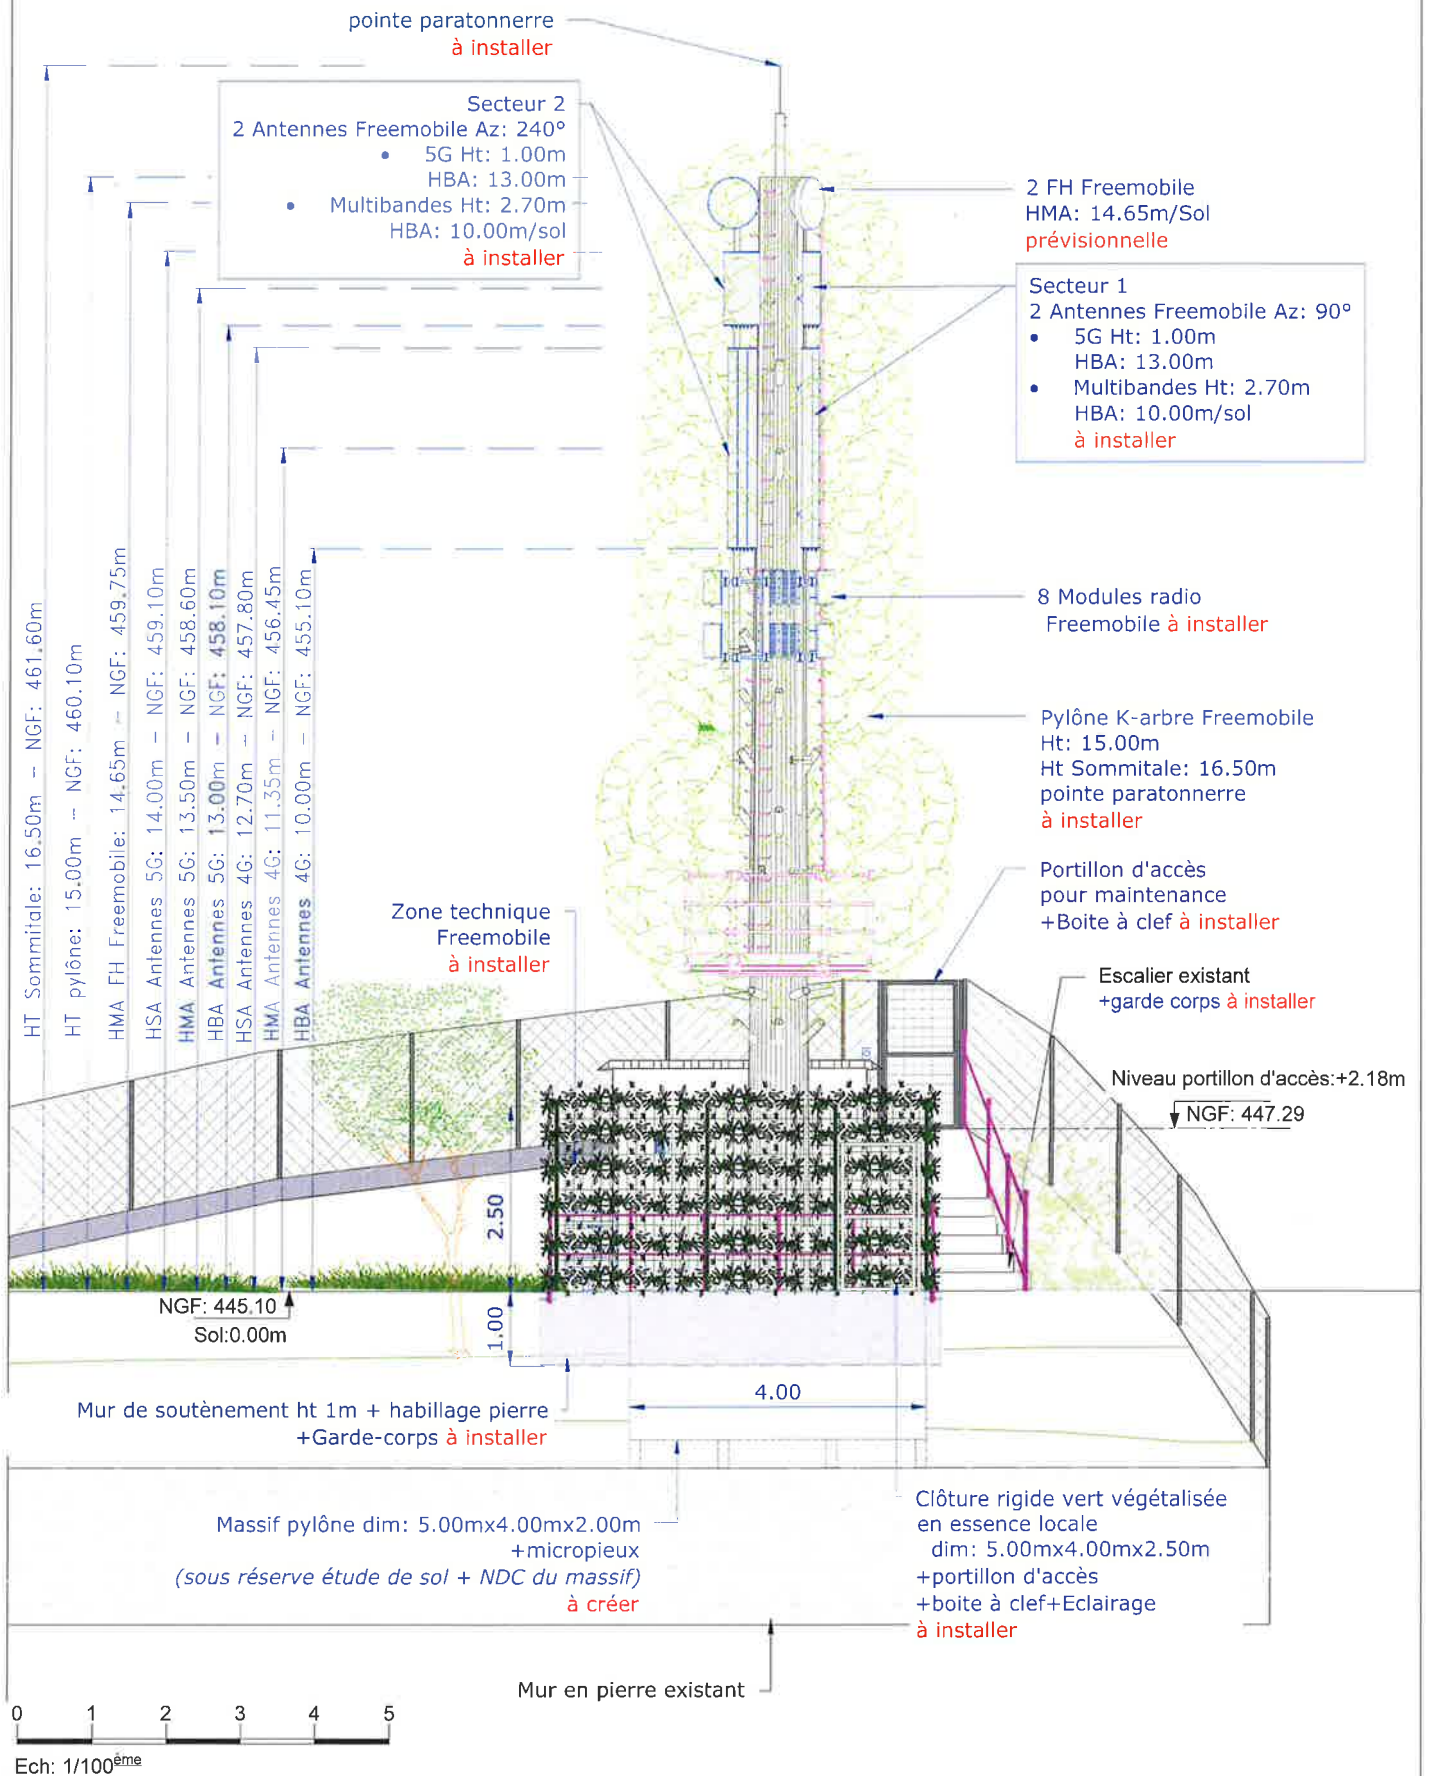 pointe paratonnerre
à installer
Secteur 2
2 Antennes Freemobile Az: 240°
• 5G Ht: 1.00m
HBA: 13.00m
• Multibandes Ht: 2.70m
HBA: 10.00m/sol
à installer
2 FH Freemobile
HMA: 14.65m/Sol
prévisionnelle
Secteur 1
2 Antennes Freemobile Az: 90°
• 5G Ht: 1.00m
HBA: 13.00m
• Multibandes Ht: 2.70m
HBA: 10.00m/sol
à installer
HT Sommitale: 16.50m - NGF: 461.60m
HT pylône: 15.00m - NGF: 460.10m
HMA FH Freemobile: 14.65m - NGF: 459.75m
HSA Antennes 5G: 14.00m - NGF: 459.10m
HMA Antennes 5G: 13.50m - NGF: 458.60m
HBA Antennes 5G: 13.00m - NGF: 458.10m
HSA Antennes 4G: 12.70m - NGF: 457.80m
HMA Antennes 4G: 11.35m - NGF: 456.45m
HBA Antennes 4G: 10.00m - NGF: 455.10m
8 Modules radio
Freemobile à installer
Pylône K-arbre Freemobile
Ht: 15.00m
Ht Sommitale: 16.50m
pointe paratonnerre
à installer
Portillon d'accès
pour maintenance
+Boite à clef à installer
Zone technique
Freemobile
à installer
Escalier existant
+garde corps à installer
Niveau portillon d'accès:+2.18m
NGF: 447.29
2.50
NGF: 445.10
Sol:0.00m
1.00
4.00
Mur de soutènement ht 1m + habillage pierre
+Garde-corps à installer
Massif pylône dim: 5.00mx4.00mx2.00m
+micropieux
(sous réserve étude de sol + NDC du massif)
à créer
Clôture rigide vert végétalisée
en essence locale
dim: 5.00mx4.00mx2.50m
+portillon d'accès
+boite à clef+Eclairage
à installer
Mur en pierre existant
0 1 2 3 4 5
Ech: 1/100ème